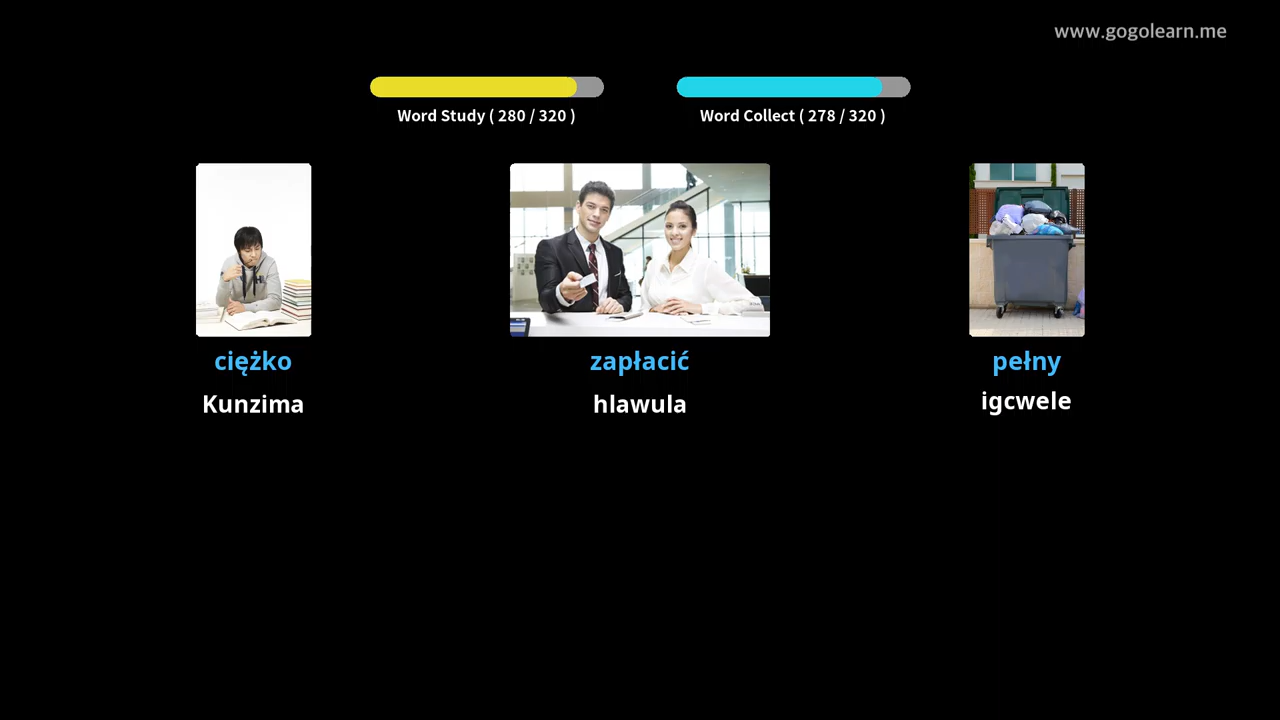 www.gogolearn.me
Word Study ( 280 / 320 )
Word Collect ( 278 / 320 )
ciężko
zapłacić
pełny
Kunzima
hlawula
igcwele